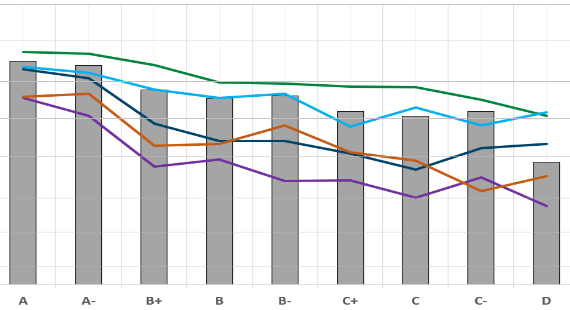 A A- B+ B B- C+ C C- D